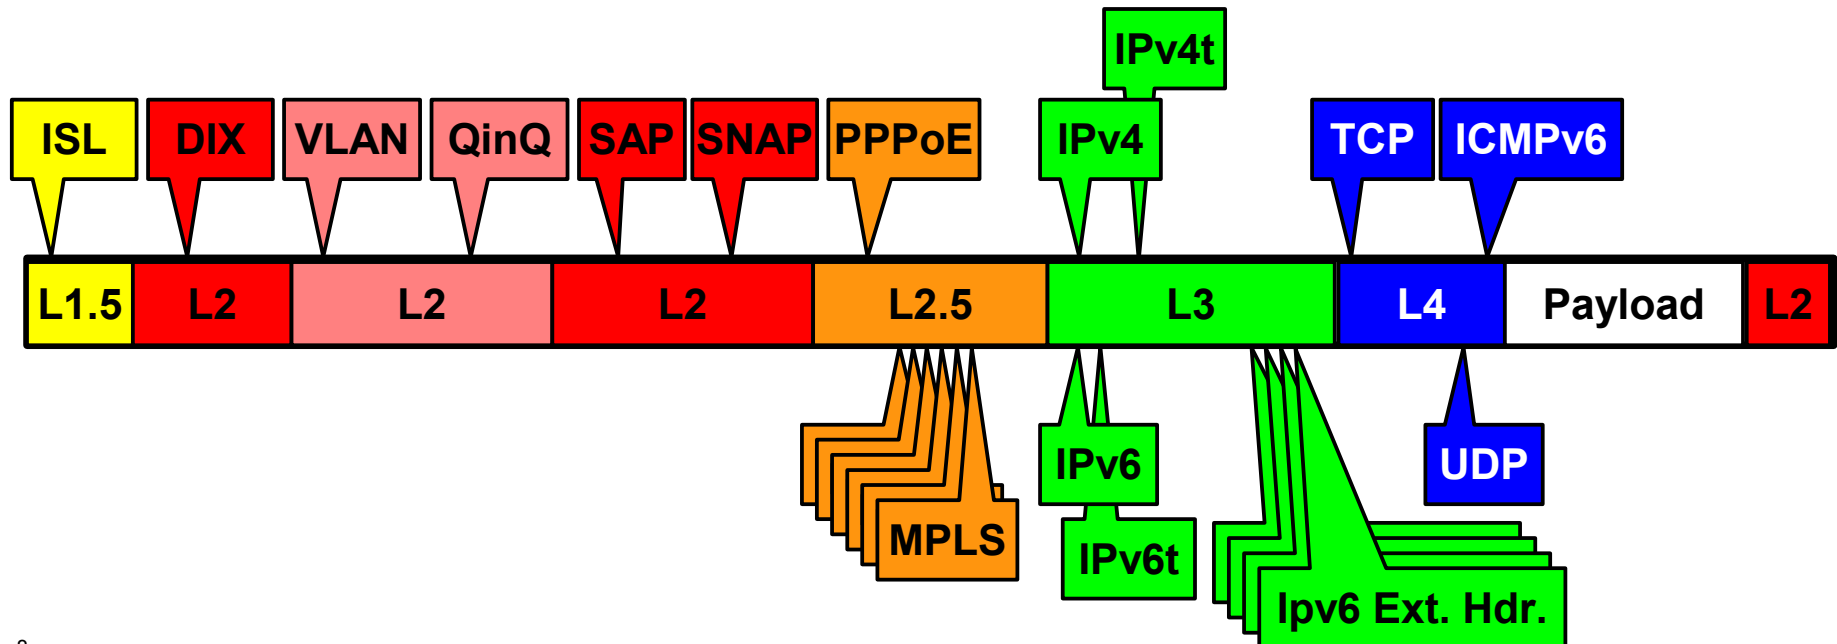 IPv4t
ISL DIX VLAN QinQ SAP SNAP PPPoE IPv4 TCP ICMPv6
L1.5 L2 L2 L2 L2.5 L3 L4 Payload L2
IPv6 UDP
MPLS IPv6t
Ipv6 Ext. Hdr.